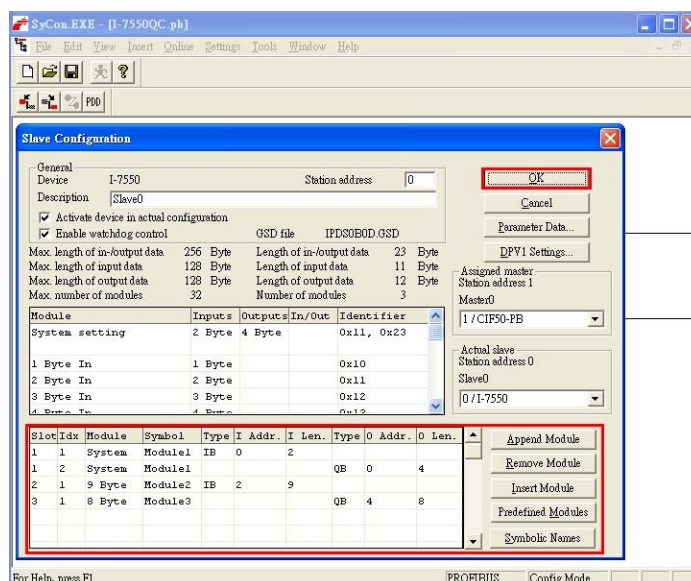 SyCon.EXE - [I-7550QC.pb]
File Edit View Insert Online Settings Tools Window Help
PDD
Slave Configuration
General
Device I-7550 Station address 0
Description Slave0
Activate device in actual configuration
Enable watchdog control GSD file IPDS0B0D.GSD
Max. length of in-/output data 256 Byte Length of in-/output data 23 Byte
Max. length of input data 128 Byte Length of input data 11 Byte
Max. length of output data 128 Byte Length of output data 12 Byte
Max. number of modules 32 Number of modules 3
OK
Cancel
Parameter Data...
DPV1 Settings...
Assigned master
Station address 1
Master0
1 / CIF50-PB
Actual slave
Station address 0
Slave0
0 / I-7550
Module Inputs Outputs In/Out Identifier
System setting 2 Byte 4 Byte 0x11, 0x23
1 Byte In 1 Byte 0x10
2 Byte In 2 Byte 0x11
3 Byte In 3 Byte 0x12
4 Byte In 4 Byte 0x13
Slot Idx Module Symbol Type I Addr. I Len. Type O Addr. O Len.
1 1 System Module1 IB 0 2
1 2 System Module1 QB 0 4
2 1 9 Byte Module2 IB 2 9
3 1 8 Byte Module3 QB 4 8
Append Module
Remove Module
Insert Module
Predefined Modules
Symbolic Names
For Help, press F1 PROFIBUS Config Mode